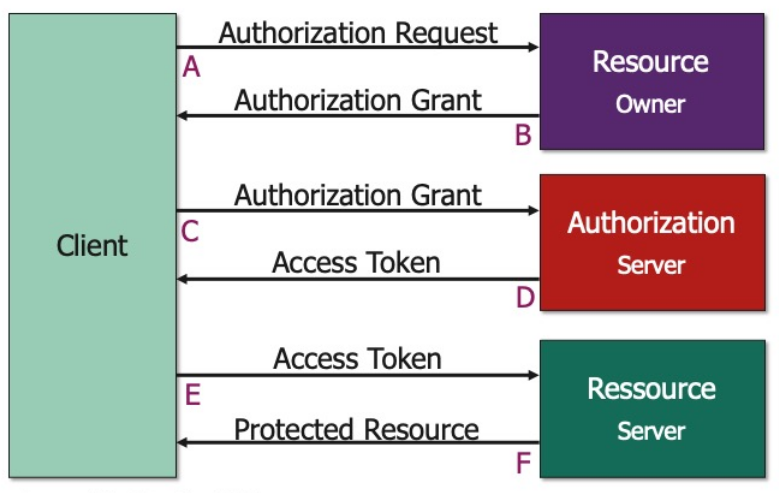 Authorization Request
A
Resource
Owner
Authorization Grant
B
Client
Authorization Grant
C
Authorization
Server
Access Token
D
Access Token
E
Ressource
Server
Protected Resource
F